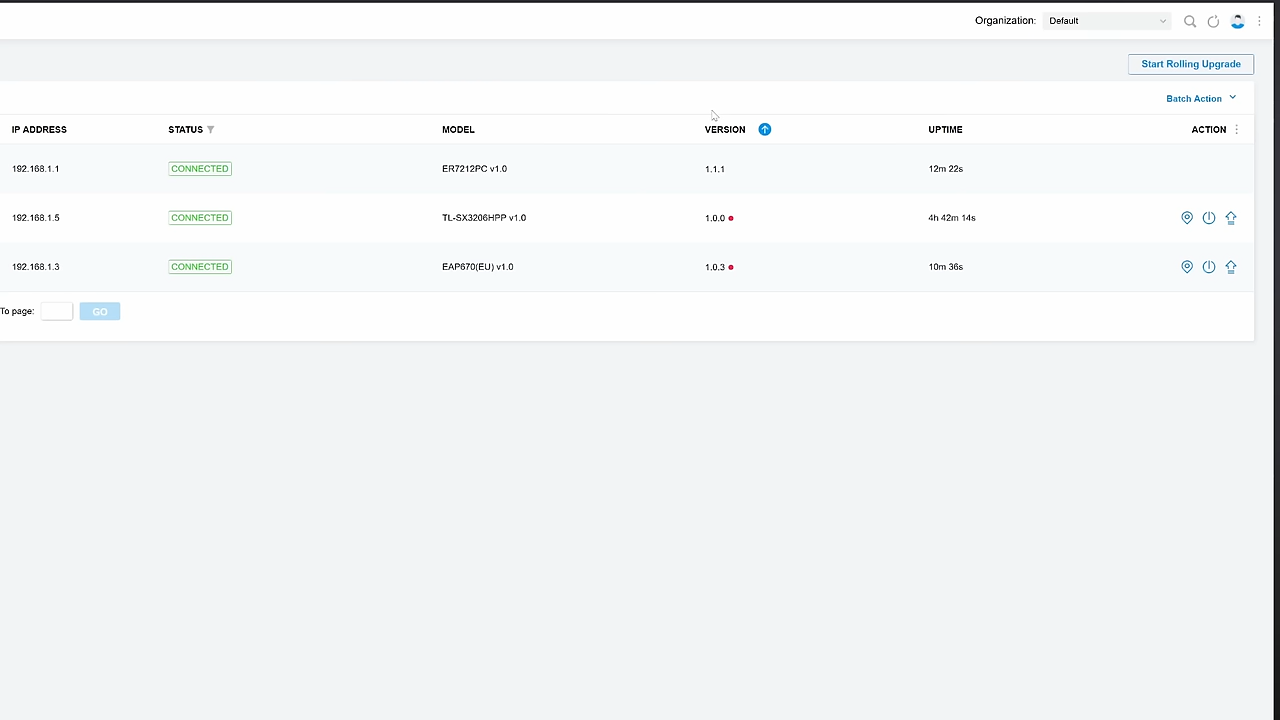 Organization: Default
Start Rolling Upgrade
Batch Action
IP ADDRESS STATUS MODEL VERSION UPTIME ACTION
192.168.1.1 CONNECTED ER7212PC v1.0 1.1.1 12m 22s
192.168.1.5 CONNECTED TL-SX3206HPP v1.0 1.0.0 4h 42m 14s
192.168.1.3 CONNECTED EAP670(EU) v1.0 1.0.3 10m 36s
To page: GO